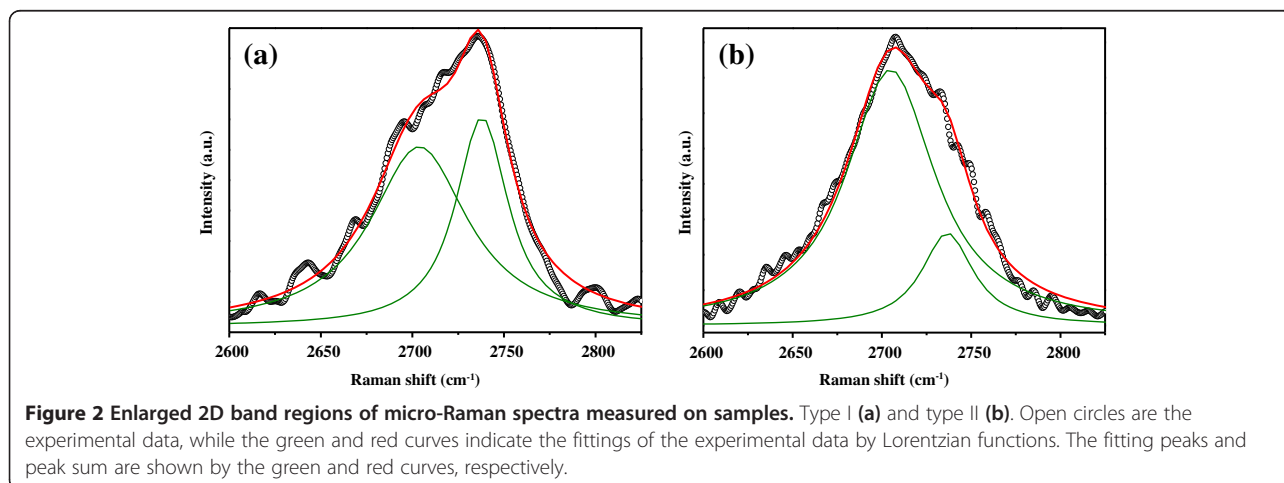 (a)
(b)
Intensity (a.u.)
Intensity (a.u.)
2600 2650 2700 2750 2800
2600 2650 2700 2750 2800
Raman shift (cm⁻¹)
Raman shift (cm⁻¹)
Figure 2 Enlarged 2D band regions of micro-Raman spectra measured on samples. Type I (a) and type II (b). Open circles are the
experimental data, while the green and red curves indicate the fittings of the experimental data by Lorentzian functions. The fitting peaks and
peak sum are shown by the green and red curves, respectively.